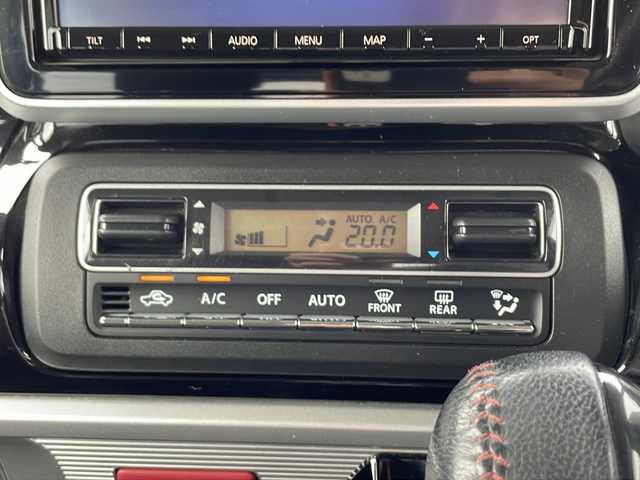 TILT AUDIO MENU MAP - + OPT
AUTO A/C
20.0
A/C OFF AUTO FRONT REAR